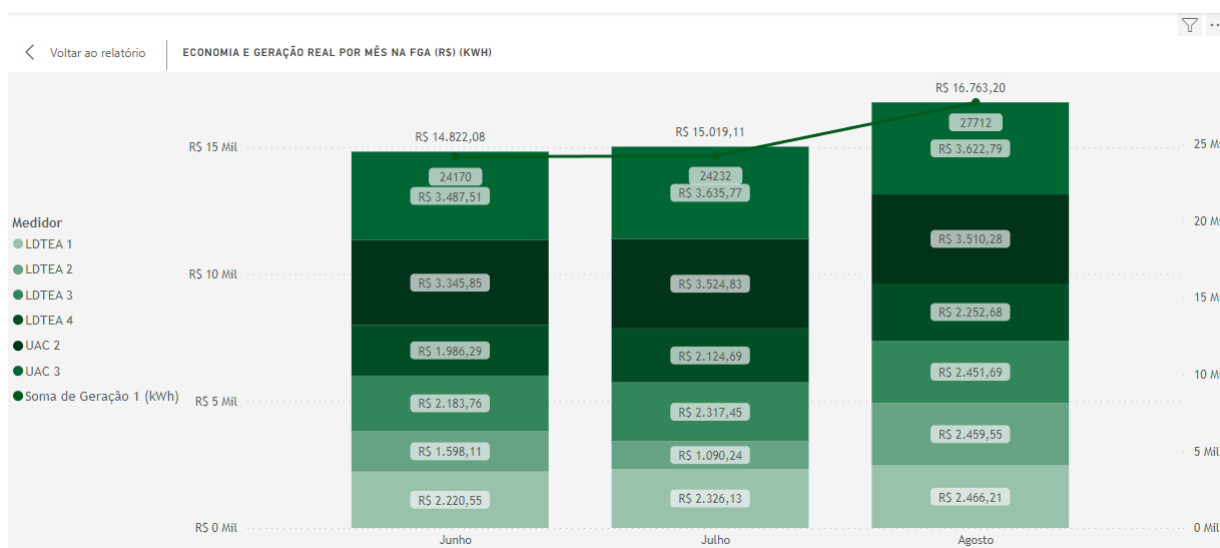 Voltar ao relatório
ECONOMIA E GERAÇÃO REAL POR MÊS NA FGA (R$) (KWH)
R$ 16.763,20
R$ 14.822,08
R$ 15.019,11
27712
R$ 15 Mil
R$ 3.622,79
25 M
24170
24232
R$ 3.487,51
R$ 3.635,77
Medidor
20 M
LDTEA 1
R$ 3.510,28
LDTEA 2
R$ 10 Mil
R$ 3.345,85
R$ 3.524,83
LDTEA 3
15 M
LDTEA 4
R$ 2.252,68
UAC 2
R$ 1.986,29
R$ 2.124,69
UAC 3
R$ 2.451,69
10 M
Soma de Geração 1 (kWh)
R$ 5 Mil
R$ 2.183,76
R$ 2.317,45
R$ 2.459,55
R$ 1.598,11
R$ 1.090,24
5 Mil
R$ 2.220,55
R$ 2.326,13
R$ 2.466,21
R$ 0 Mil
0 Mil
Junho
Julho
Agosto